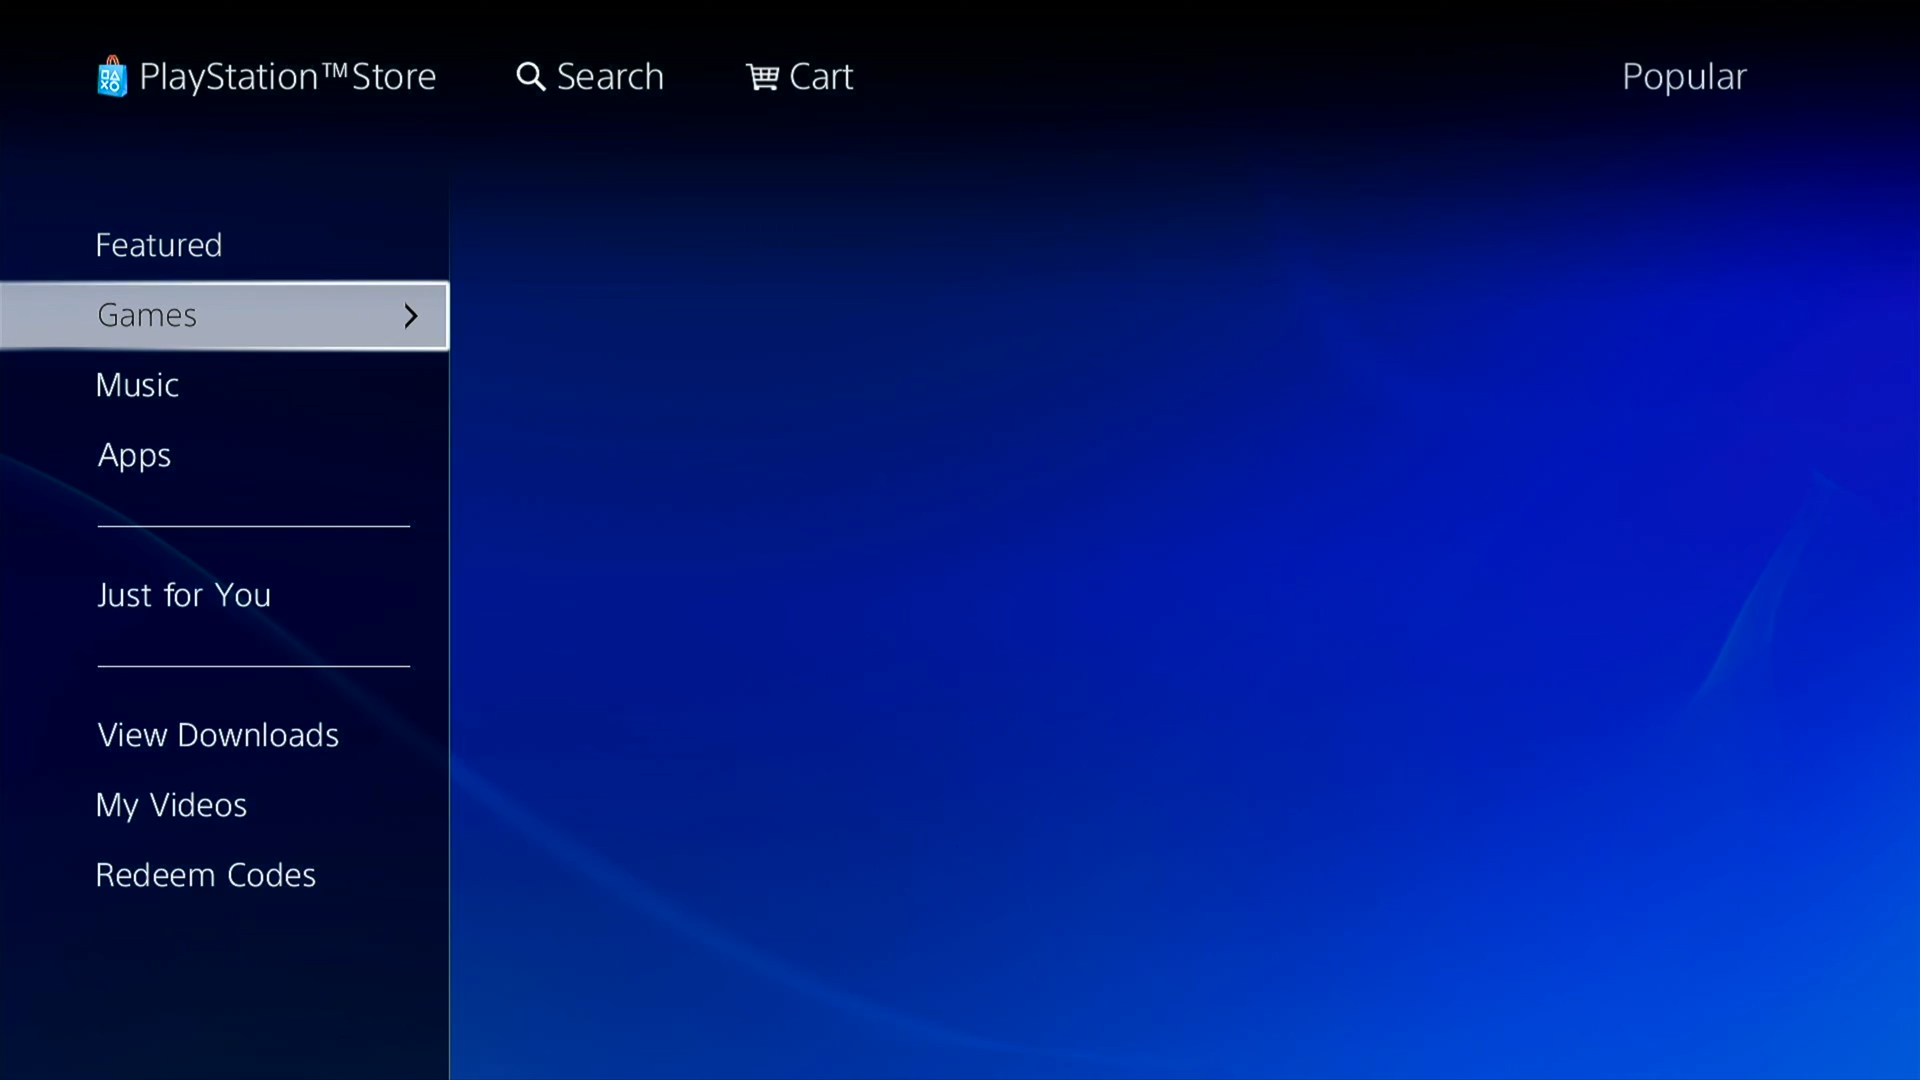 PlayStation™Store
Search
Cart
Popular
Featured
Games
Music
Apps
Just for You
View Downloads
My Videos
Redeem Codes